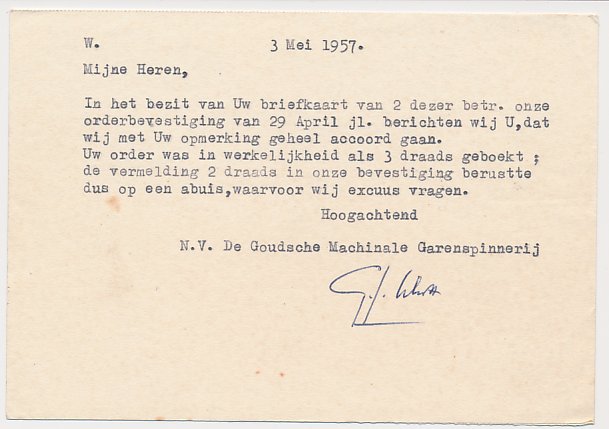 W. 3 Mei 1957.
Mijne Heren,
In het bezit van Uw briefkaart van 2 dezer betr. onze
orderbevestiging van 29 April jl. berichten wij U,dat
wij met Uw opmerking geheel accoord gaan.
Uw order was in werkelijkheid als 3 draads geboekt ;
de vermelding 2 draads in onze bevestiging berustte
dus op een abuis,waarvoor wij excuus vragen.
Hoogachtend
N.V. De Goudsche Machinale Garenspinnerij